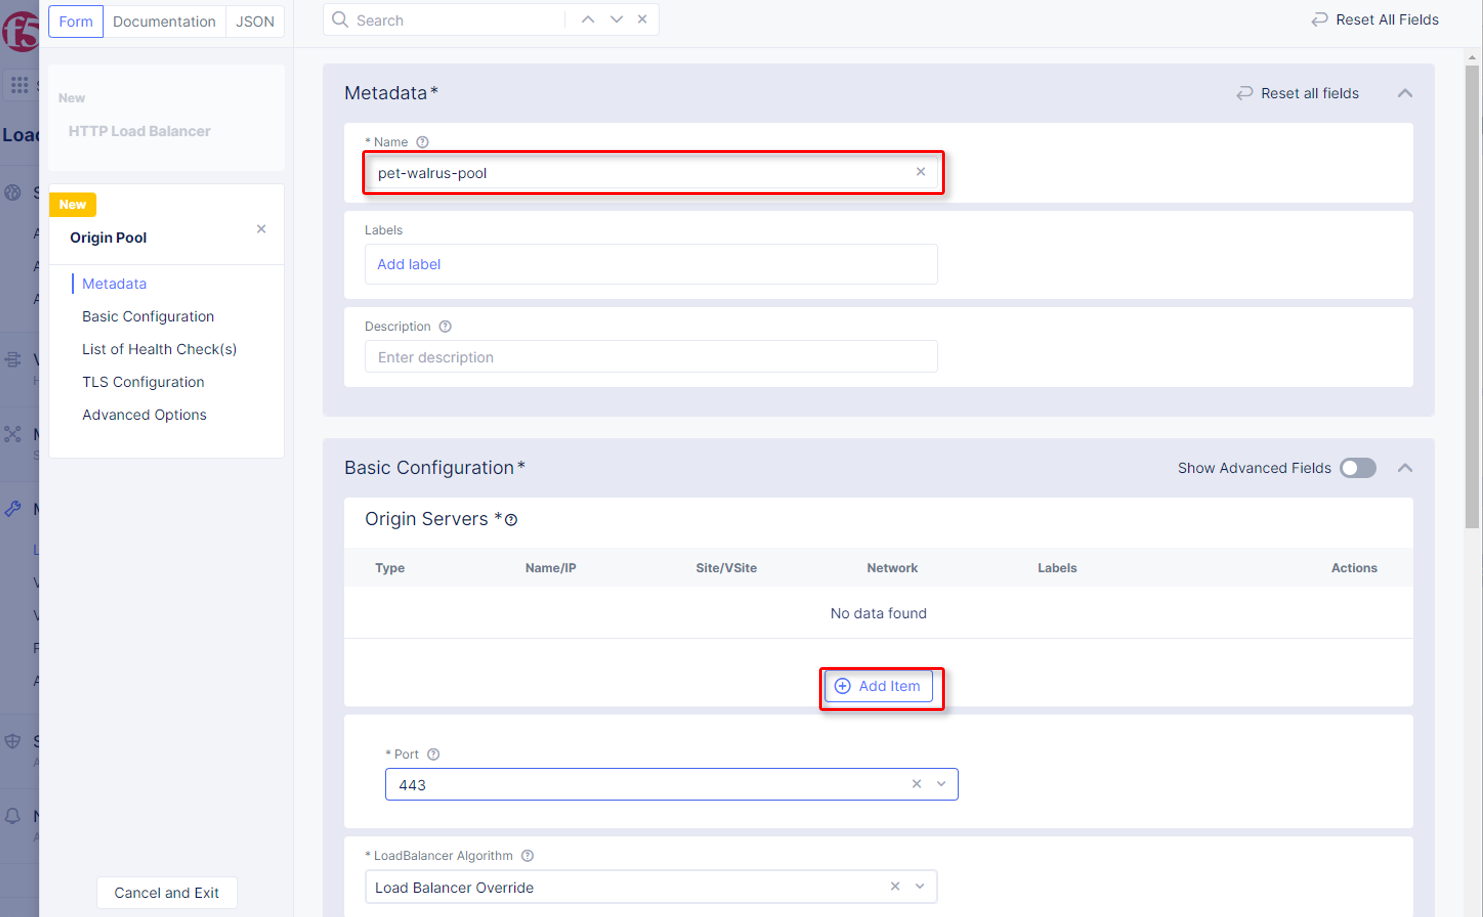 Form Documentation JSON
Search
Reset All Fields
f5
Load
New
HTTP Load Balancer
New
Origin Pool
Metadata
Basic Configuration
List of Health Check(s)
TLS Configuration
Advanced Options
Cancel and Exit
Metadata*
Reset all fields
* Name
pet-walrus-pool
Labels
Add label
Description
Enter description
Basic Configuration*
Show Advanced Fields
Origin Servers *
Type Name/IP Site/VSite Network Labels Actions
No data found
Add Item
* Port
443
* LoadBalancer Algorithm
Load Balancer Override